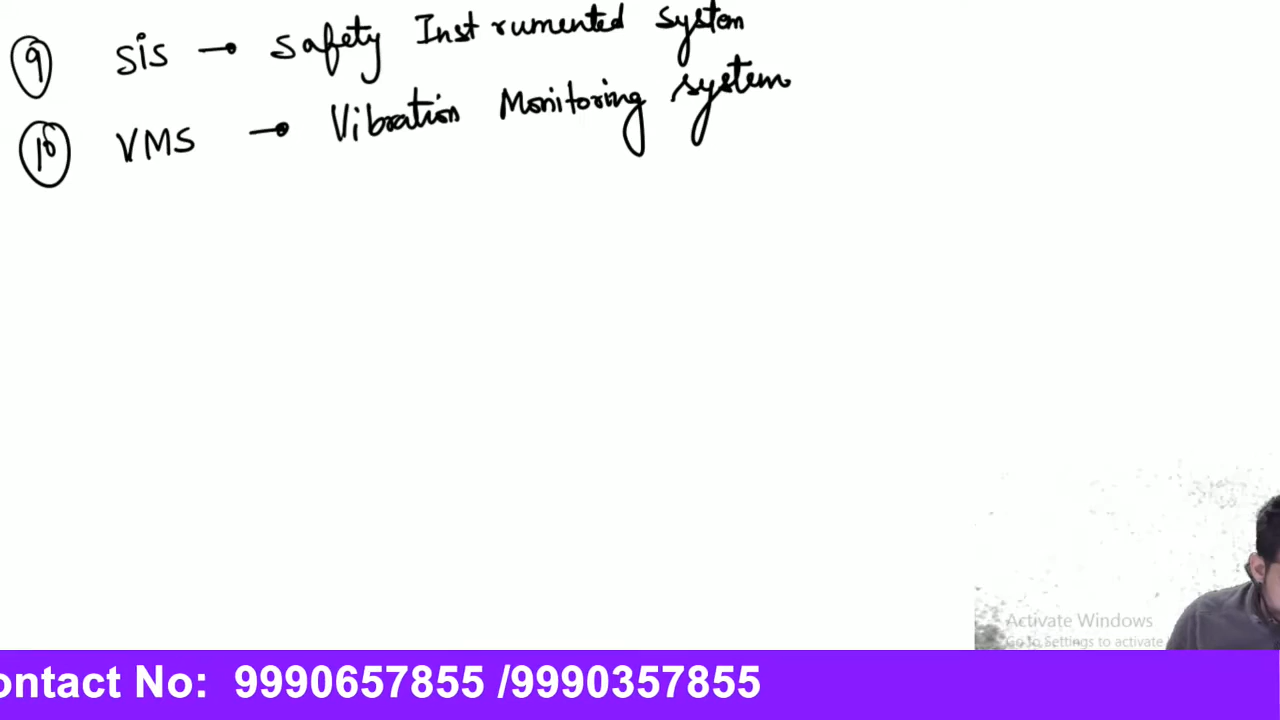 9 SIS → Safety Instrumented system
10 VMS → Vibration Monitoring system
Activate Windows
Go to Settings to activate
ontact No: 9990657855 /9990357855